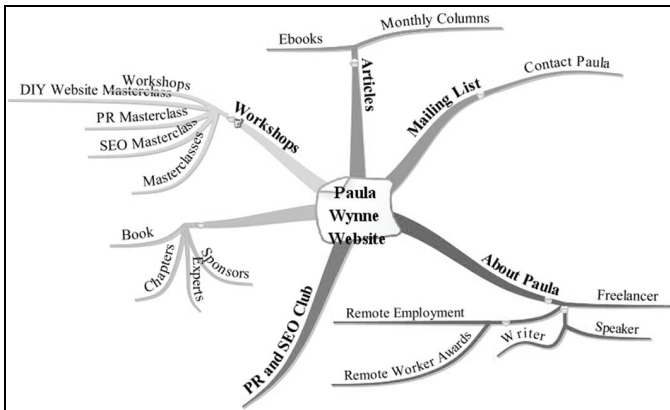 Monthly Columns
Ebooks
Articles
Contact Paula
Mailing List
Workshops
DIY Website Masterclass
PR Masterclass
SEO Masterclass
Masterclasses
Workshops
Paula
Wynne
Website
Book
Chapters
Experts
Sponsors
PR and SEO Club
About Paula
Freelancer
Remote Employment
Speaker
Writer
Remote Worker Awards